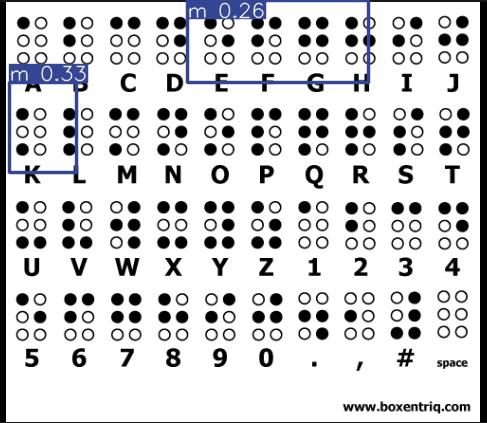 m 0.26
m 0.33
A B C D E F G H I J
K L M N O P Q R S T
U V W X Y Z 1 2 3 4
5 6 7 8 9 0 . , # space
www.boxentriq.com